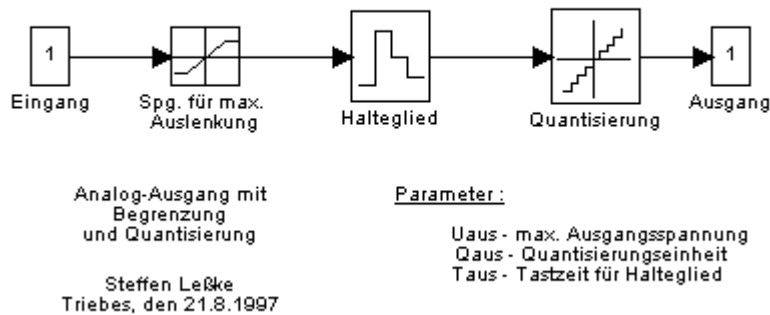 1
1
Eingang
Spg. für max.
Auslenkung
Halteglied
Quantisierung
Ausgang
Analog-Ausgang mit
Begrenzung
und Quantisierung
Steffen Leßke
Triebes, den 21.8.1997
Parameter :
Uaus - max. Ausgangsspannung
Qaus - Quantisierungseinheit
Taus - Tastzeit für Halteglied